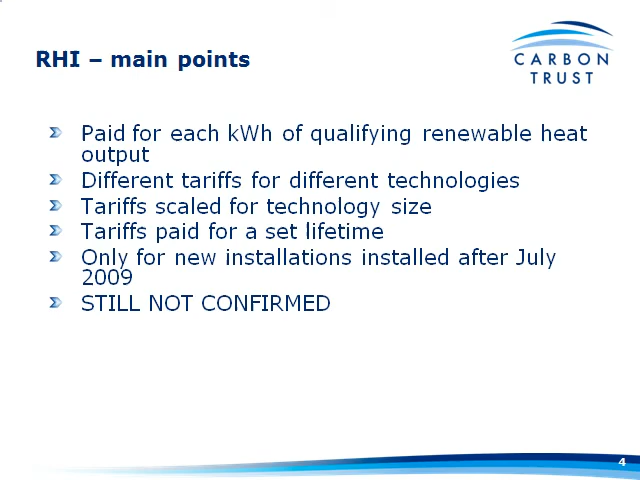 RHI – main points
CARBON
TRUST
Paid for each kWh of qualifying renewable heat
output
Different tariffs for different technologies
Tariffs scaled for technology size
Tariffs paid for a set lifetime
Only for new installations installed after July
2009
STILL NOT CONFIRMED
4